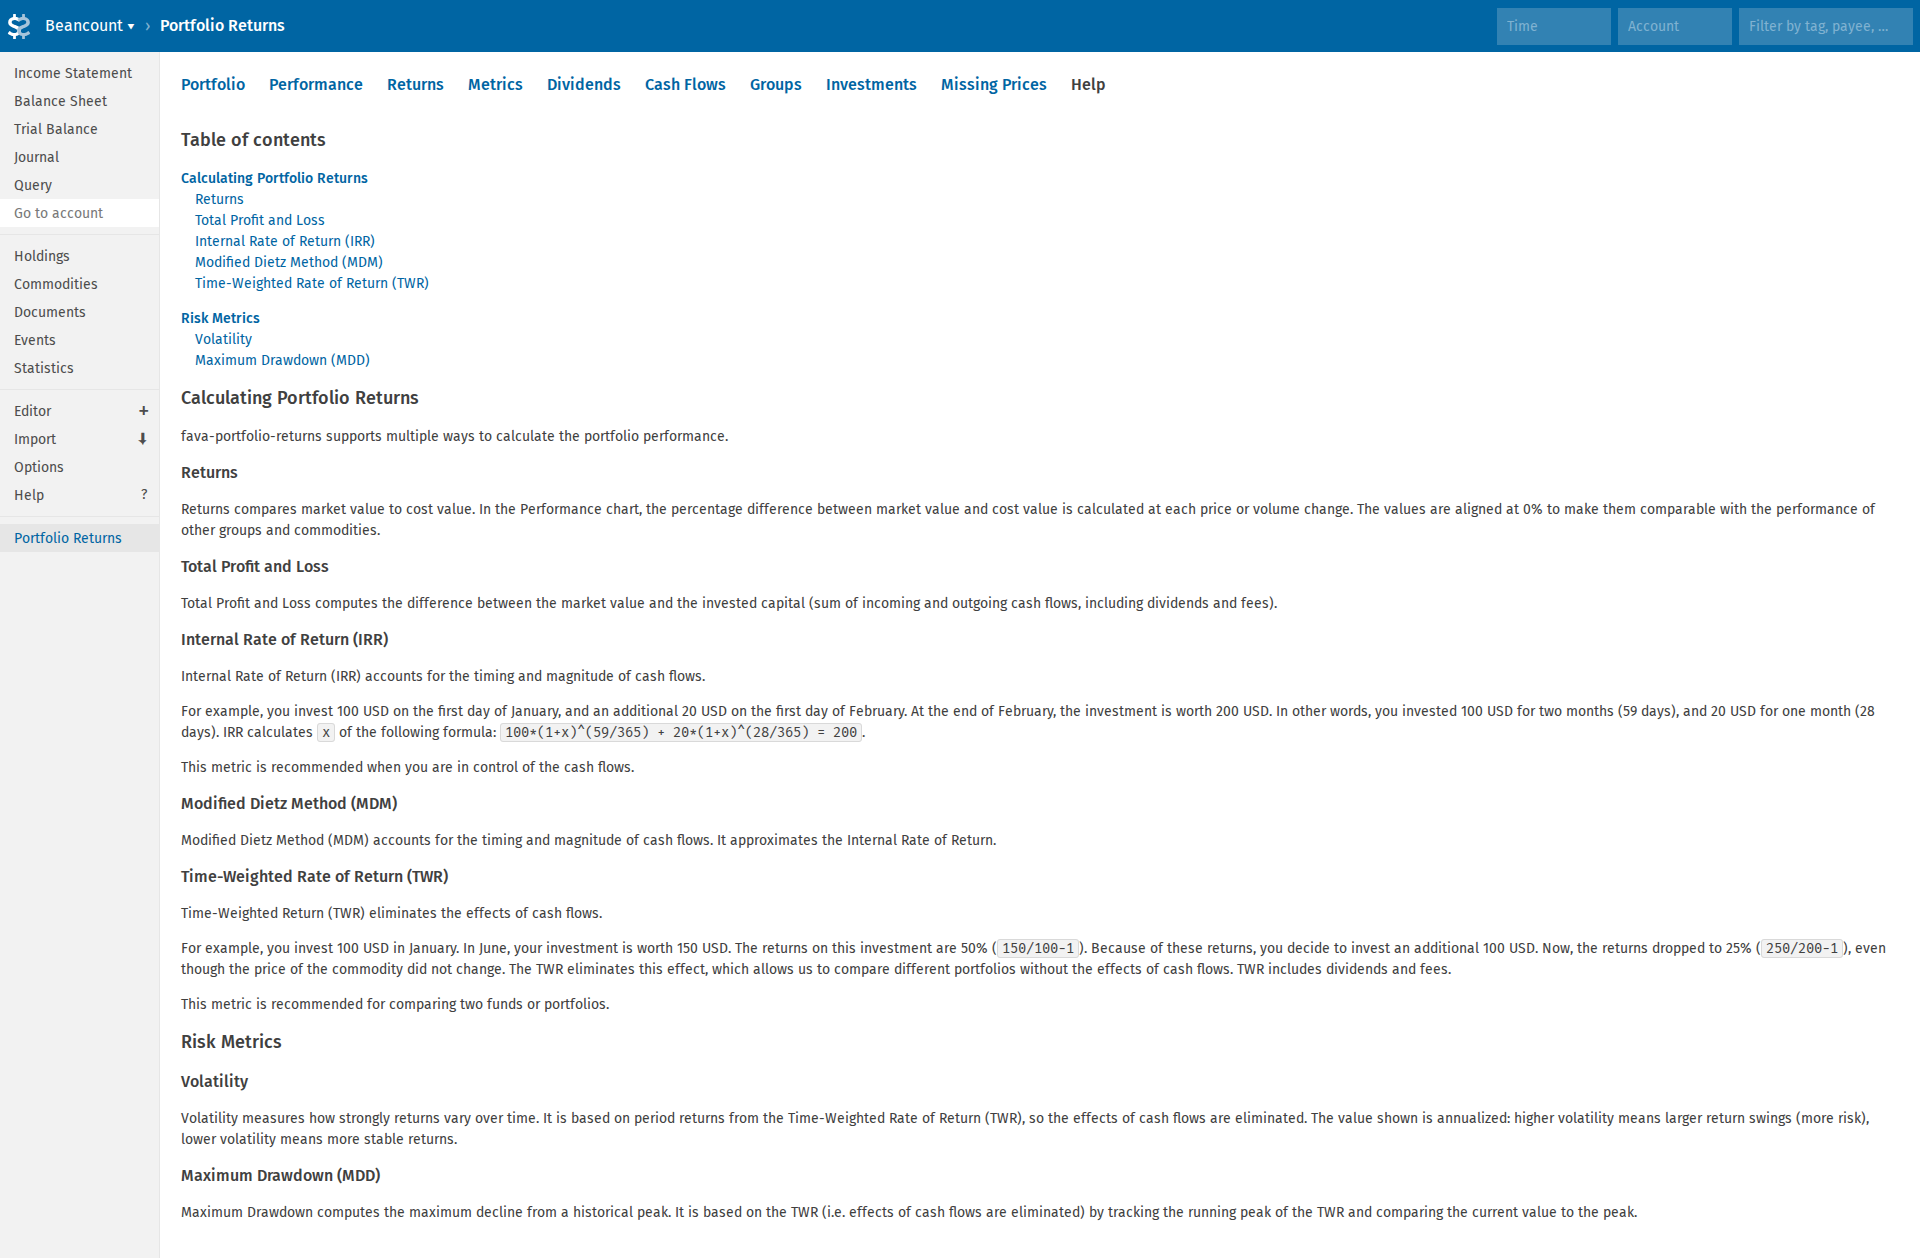 Beancount ▾ › Portfolio Returns
Time
Account
Filter by tag, payee, ...
Income Statement
Balance Sheet
Trial Balance
Journal
Query
Go to account
Holdings
Commodities
Documents
Events
Statistics
Editor +
Import ⬇
Options
Help ?
Portfolio Returns
Portfolio Performance Returns Metrics Dividends Cash Flows Groups Investments Missing Prices Help
Table of contents
Calculating Portfolio Returns
Returns
Total Profit and Loss
Internal Rate of Return (IRR)
Modified Dietz Method (MDM)
Time-Weighted Rate of Return (TWR)
Risk Metrics
Volatility
Maximum Drawdown (MDD)
Calculating Portfolio Returns
fava-portfolio-returns supports multiple ways to calculate the portfolio performance.
Returns
Returns compares market value to cost value. In the Performance chart, the percentage difference between market value and cost value is calculated at each price or volume change. The values are aligned at 0% to make them comparable with the performance of
other groups and commodities.
Total Profit and Loss
Total Profit and Loss computes the difference between the market value and the invested capital (sum of incoming and outgoing cash flows, including dividends and fees).
Internal Rate of Return (IRR)
Internal Rate of Return (IRR) accounts for the timing and magnitude of cash flows.
For example, you invest 100 USD on the first day of January, and an additional 20 USD on the first day of February. At the end of February, the investment is worth 200 USD. In other words, you invested 100 USD for two months (59 days), and 20 USD for one month (28
days). IRR calculates x of the following formula: 100*(1+x)^(59/365) + 20*(1+x)^(28/365) = 200.
This metric is recommended when you are in control of the cash flows.
Modified Dietz Method (MDM)
Modified Dietz Method (MDM) accounts for the timing and magnitude of cash flows. It approximates the Internal Rate of Return.
Time-Weighted Rate of Return (TWR)
Time-Weighted Return (TWR) eliminates the effects of cash flows.
For example, you invest 100 USD in January. In June, your investment is worth 150 USD. The returns on this investment are 50% (150/100-1). Because of these returns, you decide to invest an additional 100 USD. Now, the returns dropped to 25% (250/200-1), even
though the price of the commodity did not change. The TWR eliminates this effect, which allows us to compare different portfolios without the effects of cash flows. TWR includes dividends and fees.
This metric is recommended for comparing two funds or portfolios.
Risk Metrics
Volatility
Volatility measures how strongly returns vary over time. It is based on period returns from the Time-Weighted Rate of Return (TWR), so the effects of cash flows are eliminated. The value shown is annualized: higher volatility means larger return swings (more risk),
lower volatility means more stable returns.
Maximum Drawdown (MDD)
Maximum Drawdown computes the maximum decline from a historical peak. It is based on the TWR (i.e. effects of cash flows are eliminated) by tracking the running peak of the TWR and comparing the current value to the peak.